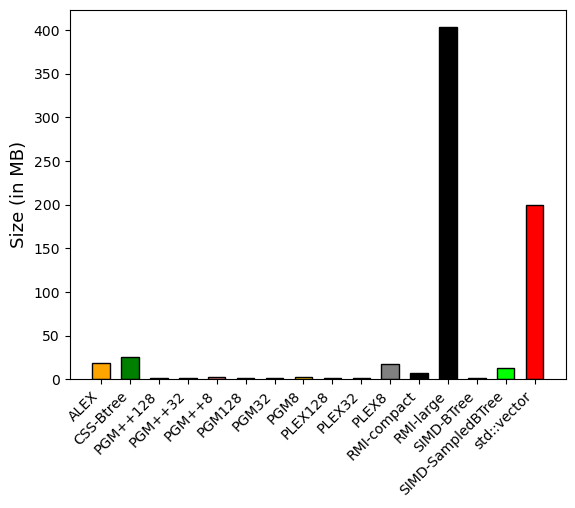 Size (in MB)
400
350
300
250
200
150
100
50
0
ALEX
CSS-Btree
PGM++128
PGM++32
PGM++8
PGM128
PGM32
PGM8
PLEX128
PLEX32
PLEX8
RMI-compact
RMI-large
SIMD-BTree
SIMD-SampledBTree
std::vector